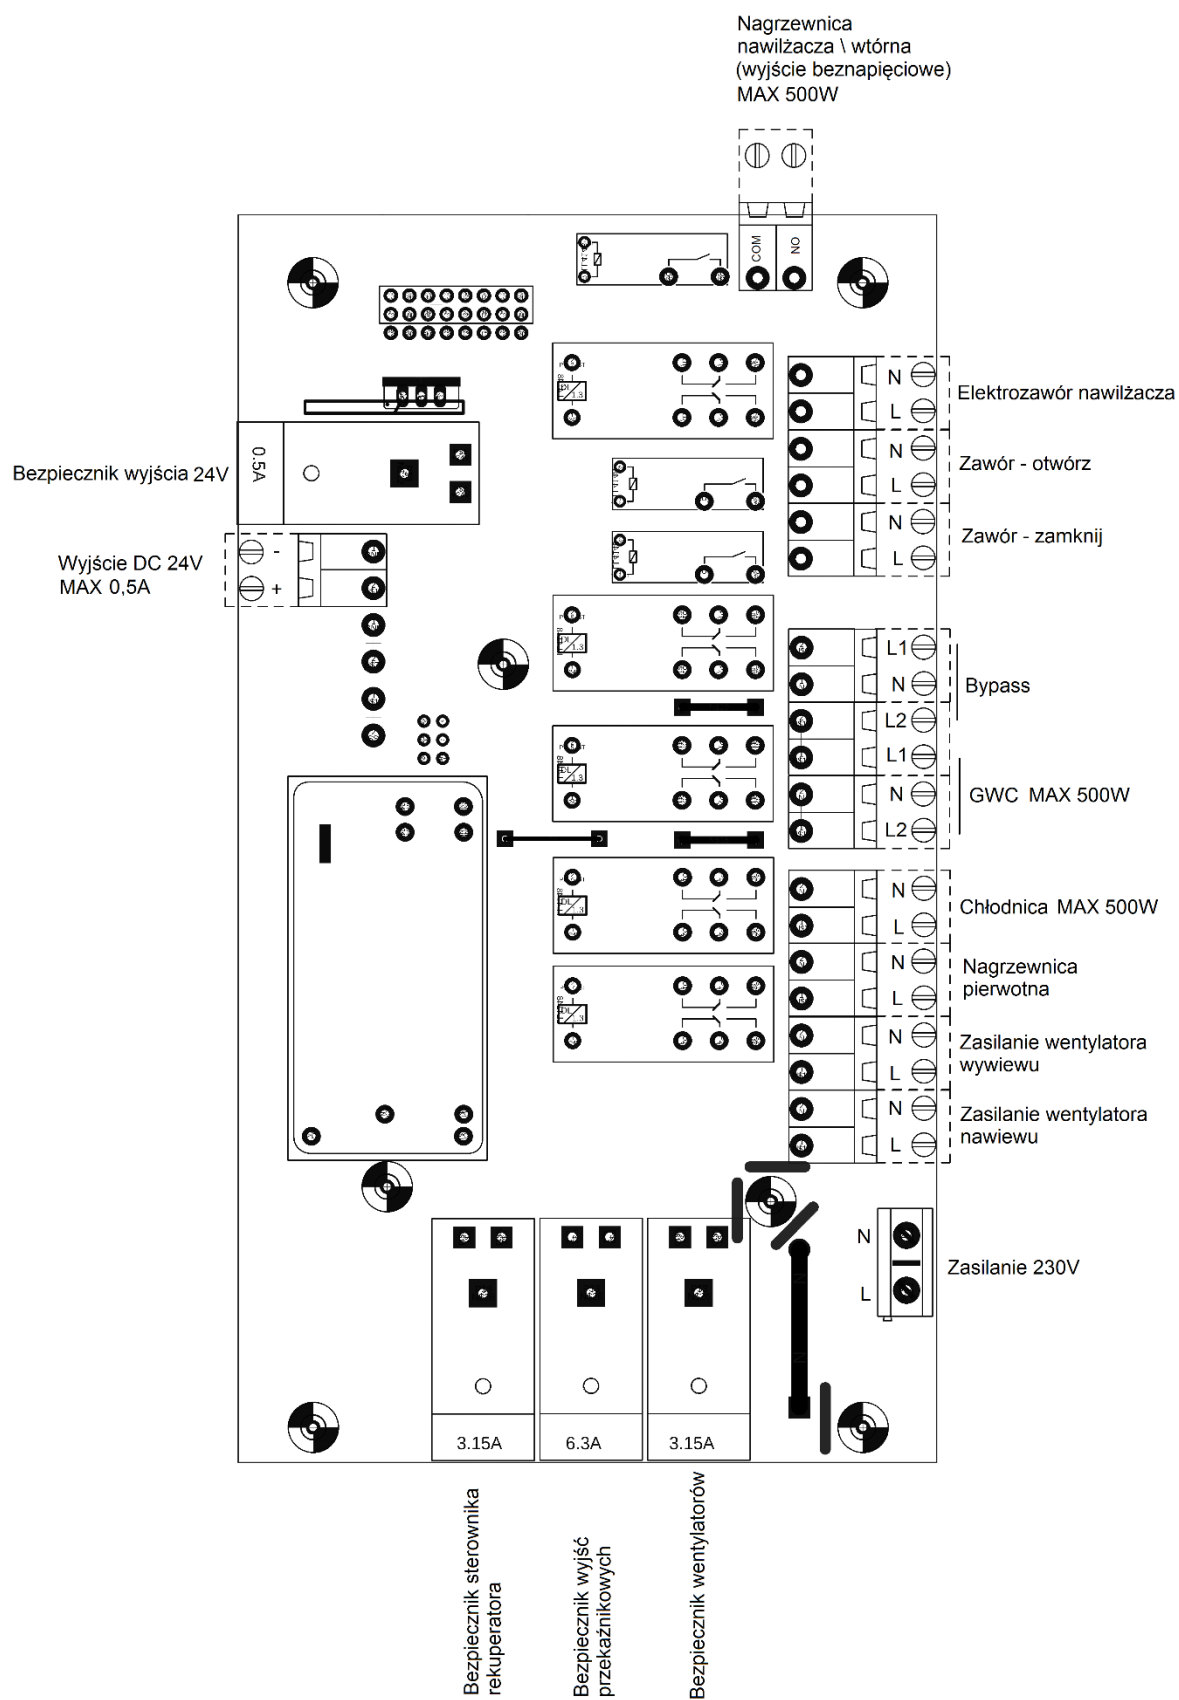 Nagrzewnica
nawilżacza \ wtórna
(wyjście beznapięciowe)
MAX 500W
COM
NO
N
L
Elektrozawór nawilżacza
N
L
Zawór - otwórz
N
L
Zawór - zamknij
Bezpiecznik wyjścia 24V
0.5A
Wyjście DC 24V
MAX 0,5A
-
+
L1
N
L2
Bypass
L1
N
L2
GWC MAX 500W
N
L
Chłodnica MAX 500W
N
L
Nagrzewnica
pierwotna
N
L
Zasilanie wentylatora
wywiewu
N
L
Zasilanie wentylatora
nawiewu
N
L
Zasilanie 230V
3.15A
6.3A
3.15A
Bezpiecznik sterownika
rekuperatora
Bezpiecznik wyjść
przekaźnikowych
Bezpiecznik wentylatorów